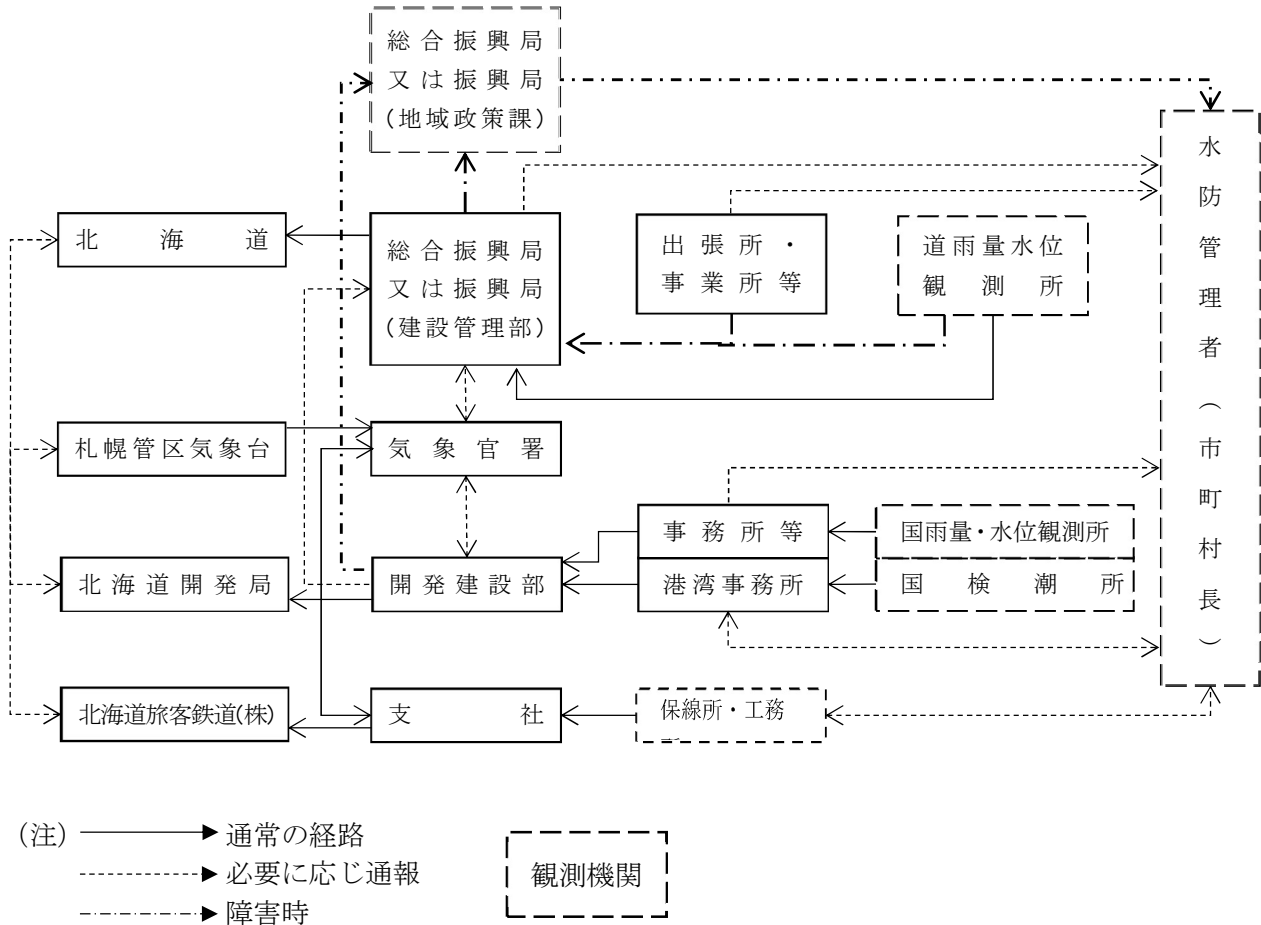 総合振興局
又は振興局
(地域政策課)
北海道
総合振興局
又は振興局
(建設管理部)
出張所・
事業所等
道雨量水位
観測所
水防管理者(市町村長)
札幌管区気象台
気象官署
事務所等
国雨量・水位観測所
北海道開発局
開発建設部
港湾事務所
国検潮所
北海道旅客鉄道(株)
支社
保線所・工務
(注)
通常の経路
必要に応じ通報
障害時
観測機関